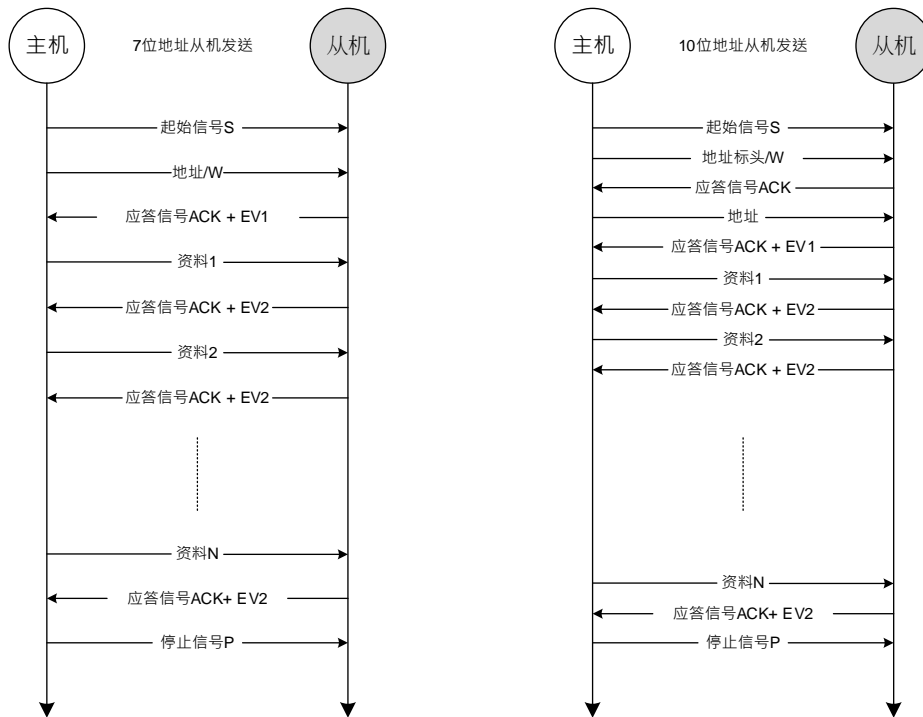 主机
7位地址从机发送
从机
起始信号S
地址/W
应答信号ACK + EV1
资料1
应答信号ACK + EV2
资料2
应答信号ACK + EV2
资料N
应答信号ACK+ EV2
停止信号P
主机
10位地址从机发送
从机
起始信号S
地址标头/W
应答信号ACK
地址
应答信号ACK + EV1
资料1
应答信号ACK + EV2
资料2
应答信号ACK + EV2
资料N
应答信号ACK+ EV2
停止信号P